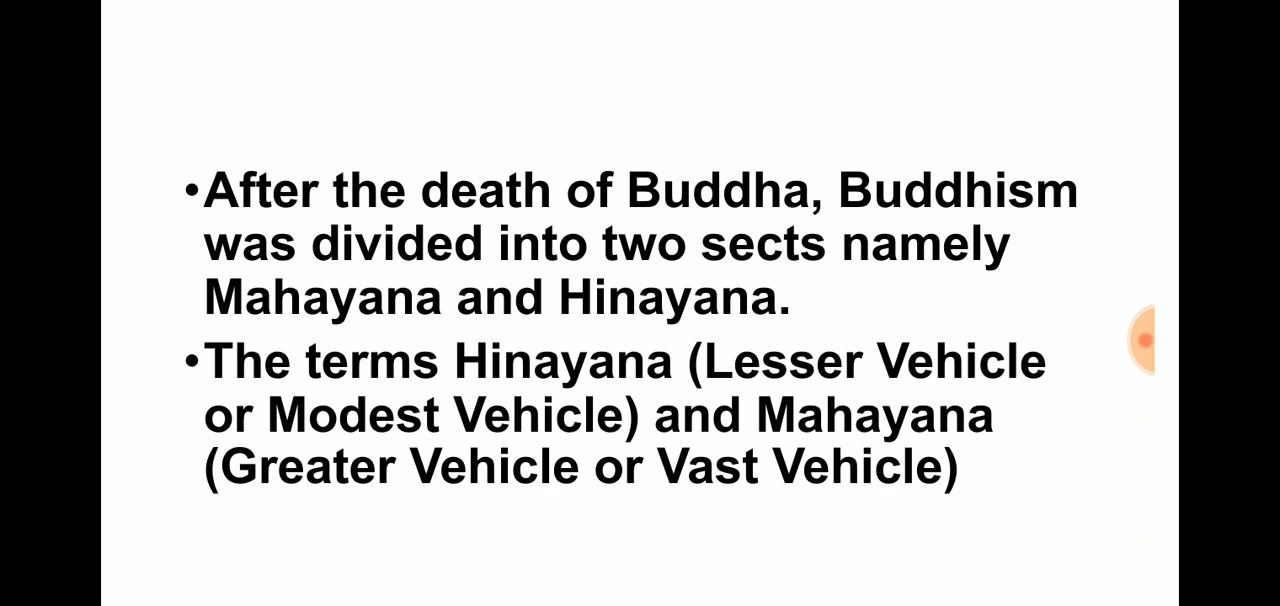 •After the death of Buddha, Buddhism
was divided into two sects namely
Mahayana and Hinayana.
•The terms Hinayana (Lesser Vehicle
or Modest Vehicle) and Mahayana
(Greater Vehicle or Vast Vehicle)